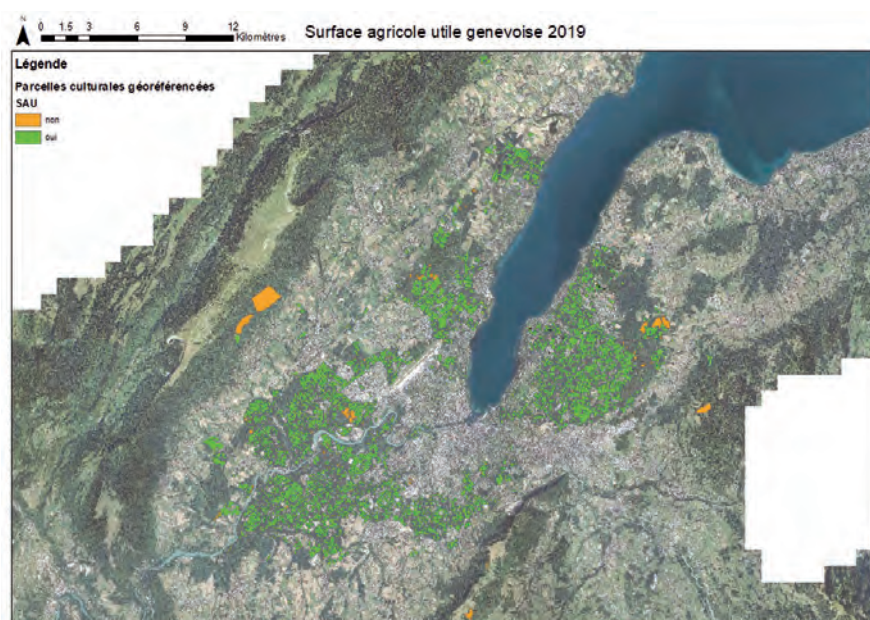 N
0 1.5 3 6 9 12
Kilomètres
Surface agricole utile genevoise 2019
Légende
Parcelles culturales géoréférencées
SAU
non
oui